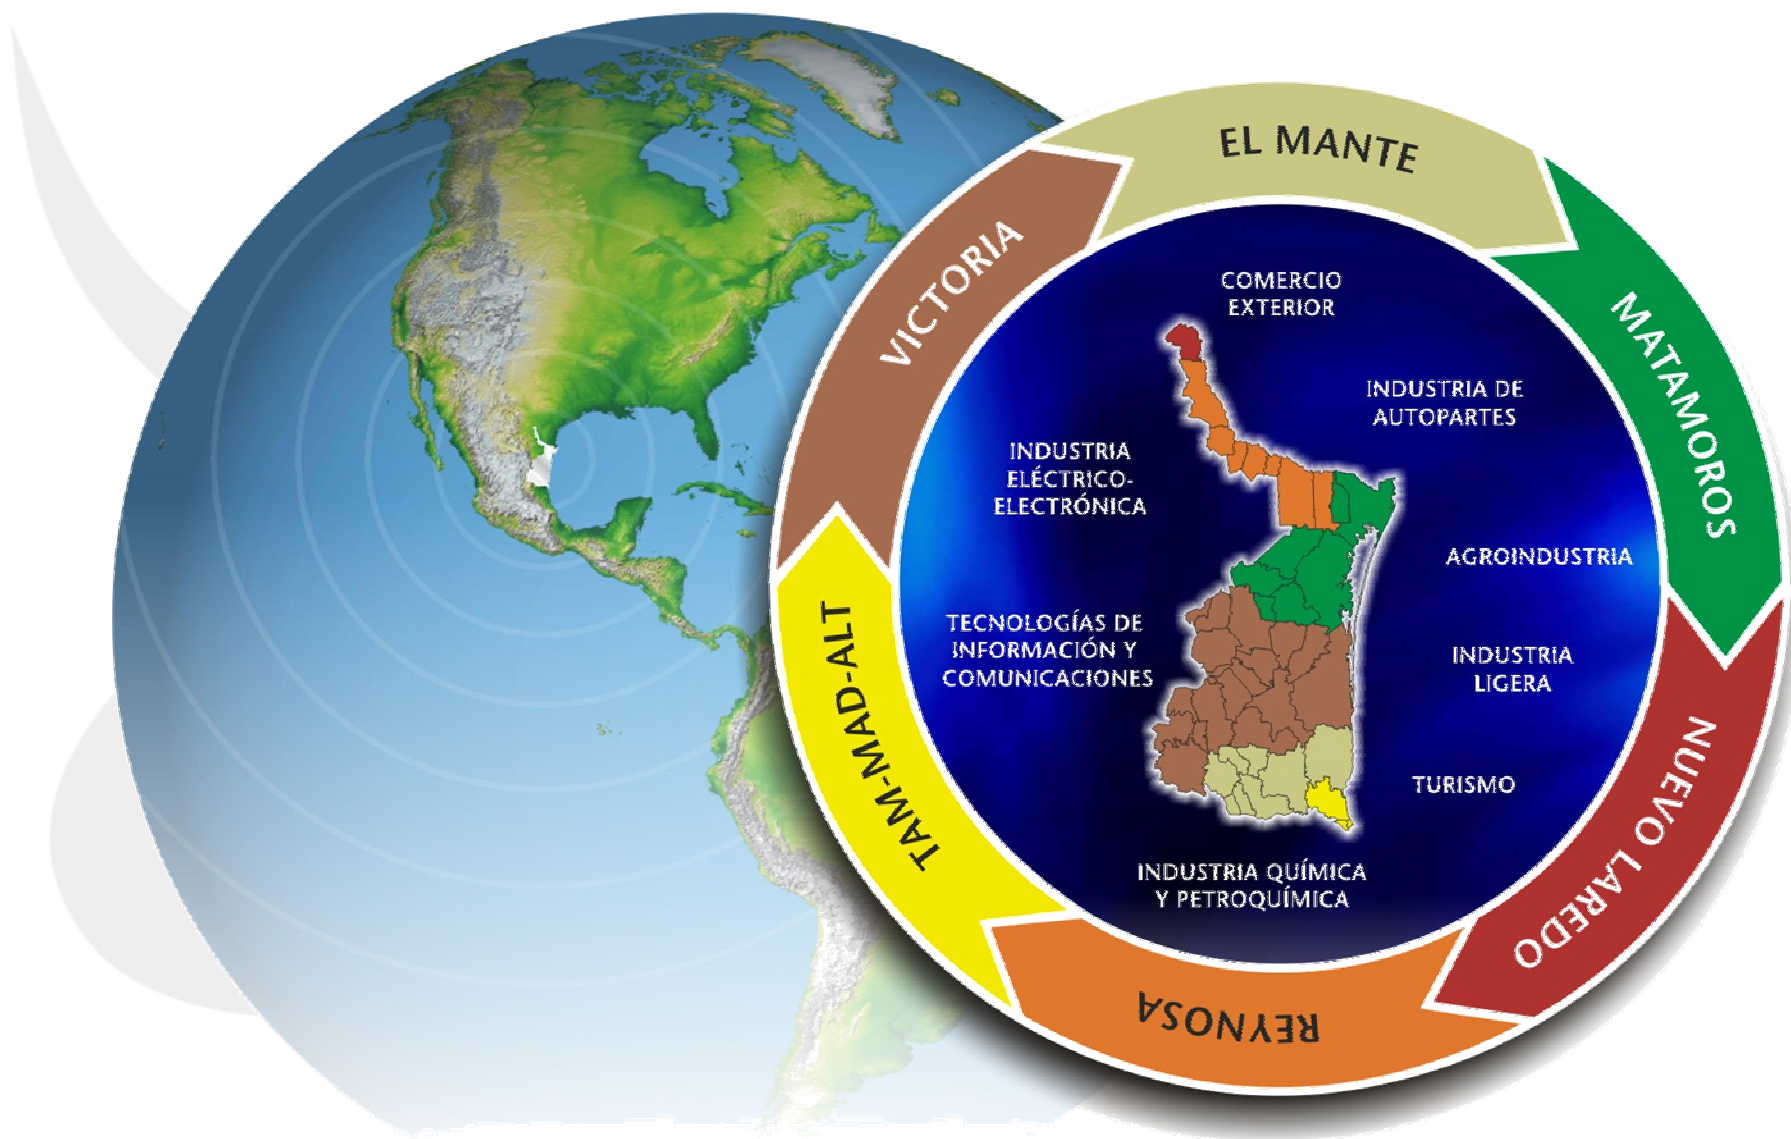 EL MANTE
MATAMOROS
NUEVO LAREDO
REYNOSA
TAM-MAD-ALT
VICTORIA
COMERCIO
EXTERIOR
INDUSTRIA DE
AUTOPARTES
INDUSTRIA
ELÉCTRICO-
ELECTRÓNICA
AGROINDUSTRIA
TECNOLOGÍAS DE
INFORMACIÓN Y
COMUNICACIONES
INDUSTRIA
LIGERA
TURISMO
INDUSTRIA QUÍMICA
Y PETROQUÍMICA